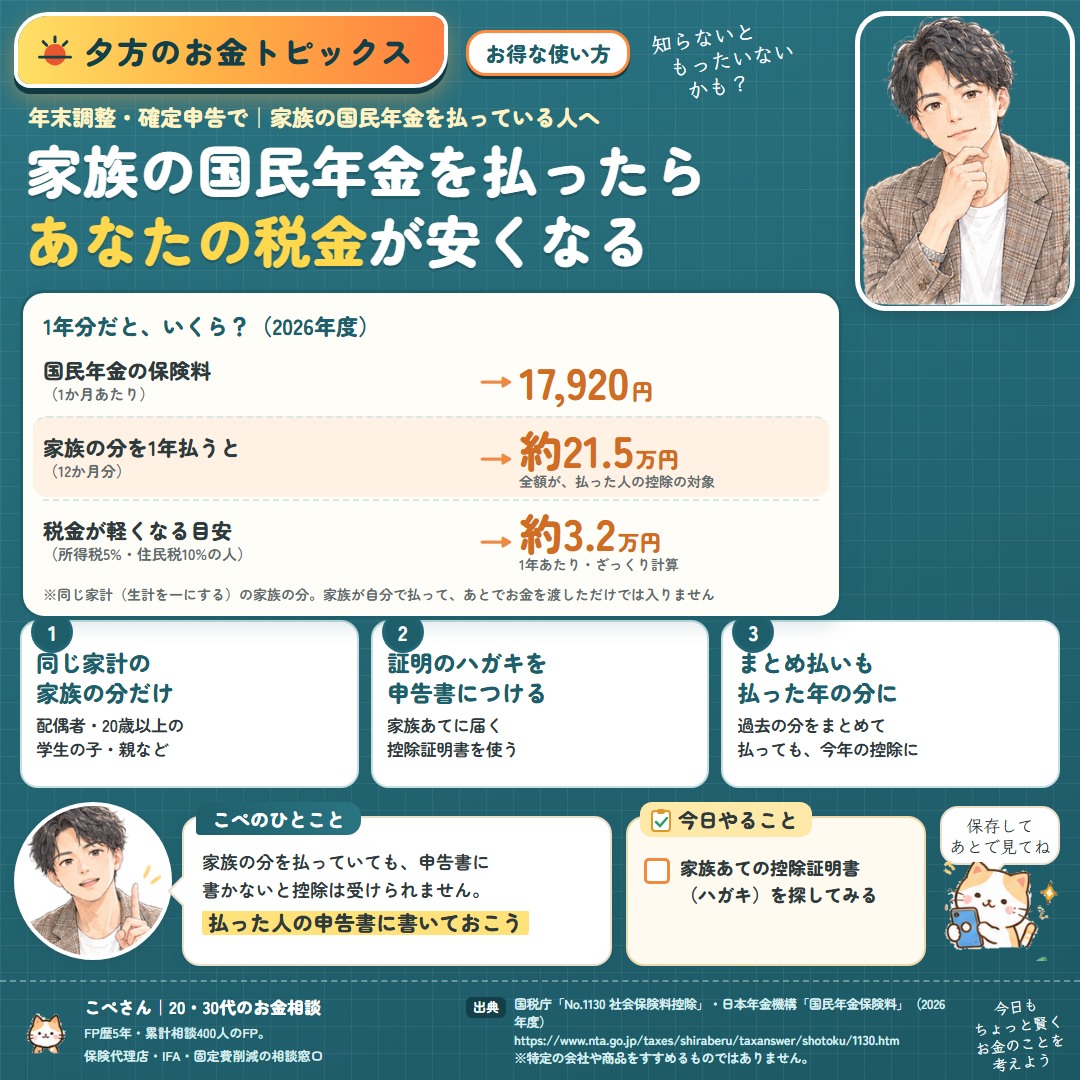 夕方のお金トピックス
お得な使い方
知らないと
もったいない
かも？
年末調整・確定申告で｜家族の国民年金を払っている人へ
家族の国民年金を払ったら
あなたの税金が安くなる
1年分だと、いくら？（2026年度）
国民年金の保険料
（1か月あたり）
→ 17,920円
家族の分を1年払うと
（12か月分）
→ 約21.5万円
全額が、払った人の控除の対象
税金が軽くなる目安
（所得税5%・住民税10%の人）
→ 約3.2万円
1年あたり・ざっくり計算
※同じ家計（生計を一にする）の家族の分。家族が自分で払って、あとでお金を渡しただけでは入りません
1
同じ家計の
家族の分だけ
配偶者・20歳以上の
学生の子・親など
2
証明のハガキを
申告書につける
家族あてに届く
控除証明書を使う
3
まとめ払いも
払った年の分に
過去の分をまとめて
払っても、今年の控除に
こぺのひとこと
家族の分を払っていても、申告書に
書かないと控除は受けられません。
払った人の申告書に書いておこう
今日やること
家族あての控除証明書
（ハガキ）を探してみる
保存して
あとで見てね
こぺさん｜20・30代のお金相談
FP歴5年・累計相談400人のFP。
保険代理店・IFA・固定費削減の相談窓口
出典
国税庁「No.1130 社会保険料控除」・日本年金機構「国民年金保険料」（2026
年度）
https://www.nta.go.jp/taxes/shiraberu/taxanswer/shotoku/1130.htm
※特定の会社や商品をすすめるものではありません。
今日も
ちょっと賢く
お金のことを
考えよう